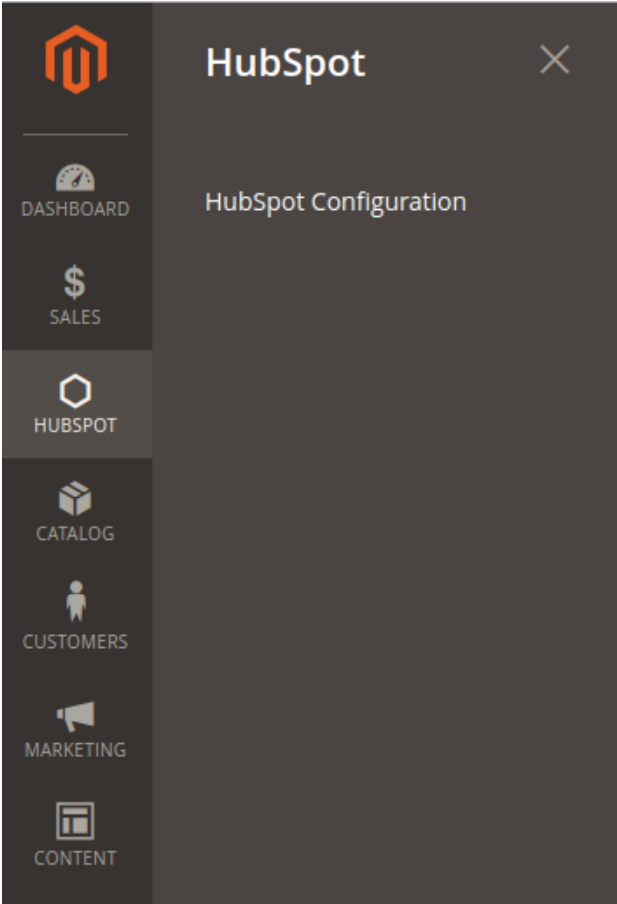 HubSpot
HubSpot Configuration
DASHBOARD
SALES
HUBSPOT
CATALOG
CUSTOMERS
MARKETING
CONTENT